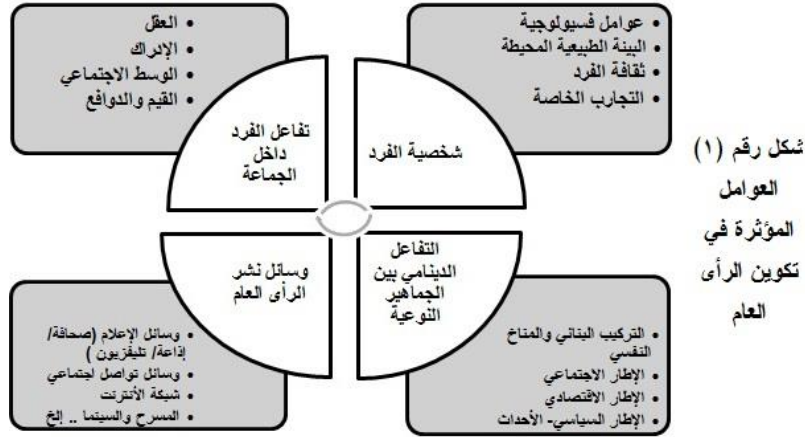 • عوامل فسيولوجية
• البيئة الطبيعية المحيطة
• ثقافة الفرد
• التجارب الخاصة
شخصية الفرد
• العقل
• الإدراك
• الوسط الاجتماعي
• القيم والدوافع
تفاعل الفرد
داخل
الجماعة
شكل رقم (١)
العوامل
المؤثرة في
تكوين الرأى
العام
التفاعل
الدينامي بين
الجماهير
النوعية
• التركيب البنائي والمناخ
النفسي
• الإطار الاجتماعي
• الإطار الاقتصادي
• الإطار السياسي- الأحداث
وسائل نشر
الرأى العام
• وسائل الإعلام (صحافة/
إذاعة/ تليفزيون )
• وسائل تواصل اجتماعي
• شبكة الأنترنت
• المسرح والسينما .. إلخ